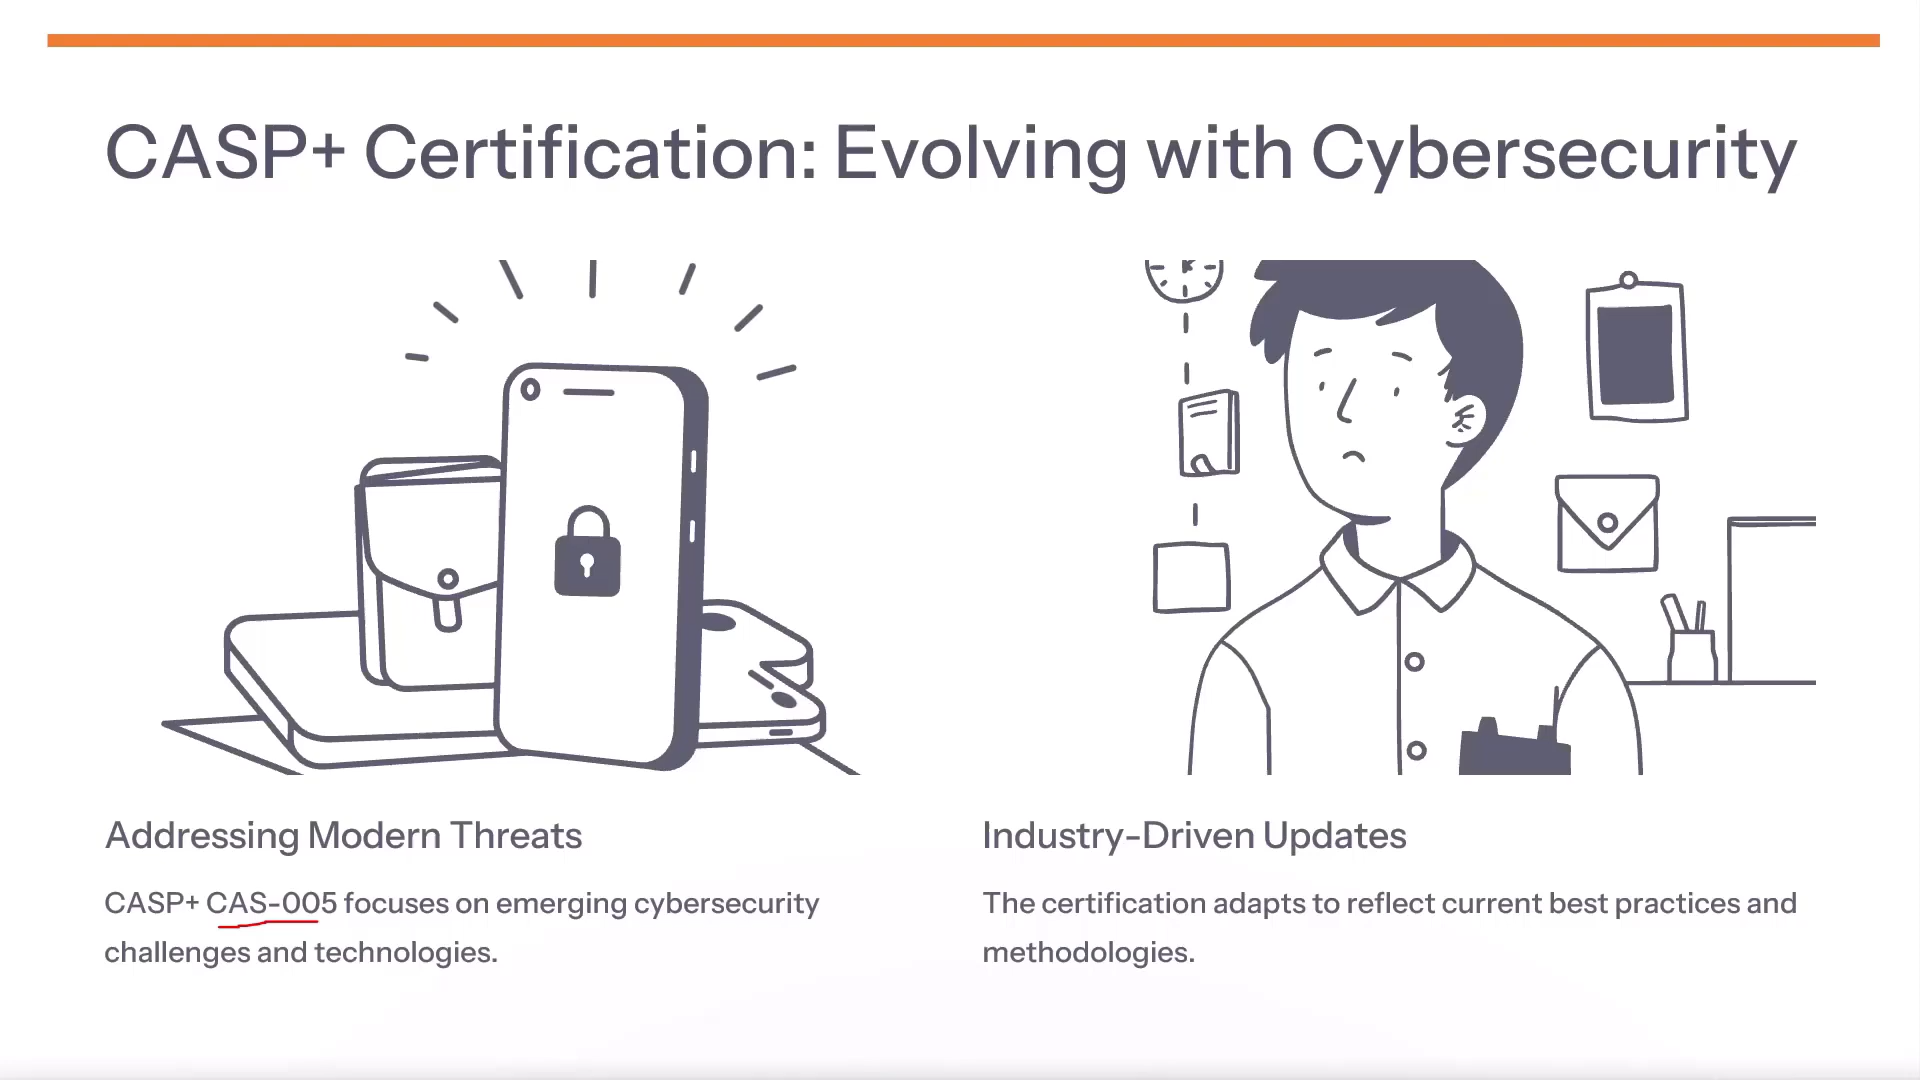 CASP+ Certification: Evolving with Cybersecurity
Addressing Modern Threats
CASP+ CAS-005 focuses on emerging cybersecurity
challenges and technologies.
Industry-Driven Updates
The certification adapts to reflect current best practices and
methodologies.